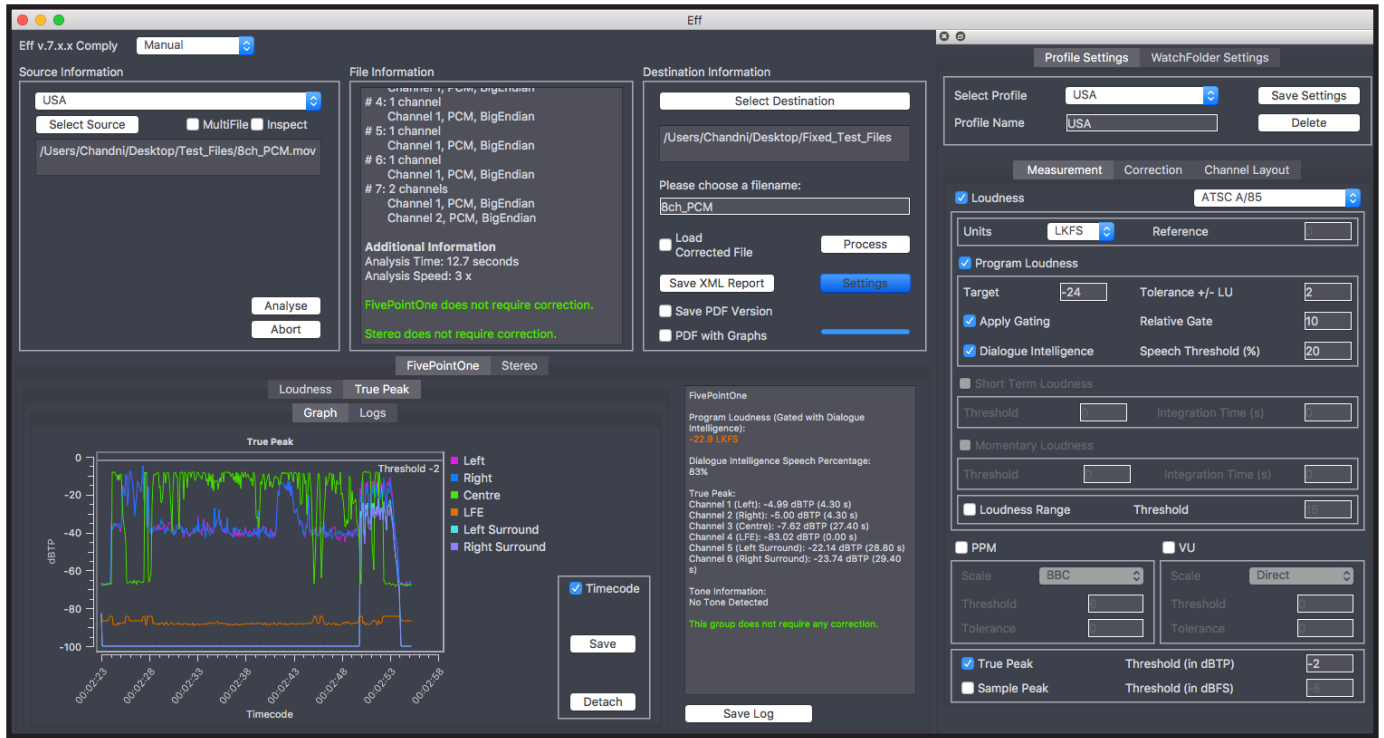 Eff
Eff v.7.x.x Comply Manual
Source Information
USA
Select Source MultiFile Inspect
/Users/Chandni/Desktop/Test_Files/8ch_PCM.mov
Analyse
Abort
File Information
Channel 1, PCM, BigEndian
# 4: 1 channel
Channel 1, PCM, BigEndian
# 5: 1 channel
Channel 1, PCM, BigEndian
# 6: 1 channel
Channel 1, PCM, BigEndian
# 7: 2 channels
Channel 1, PCM, BigEndian
Channel 2, PCM, BigEndian
Additional Information
Analysis Time: 12.7 seconds
Analysis Speed: 3 x
FivePointOne does not require correction.
Stereo does not require correction.
Destination Information
Select Destination
/Users/Chandni/Desktop/Fixed_Test_Files
Please choose a filename:
8ch_PCM
Load
Corrected File
Process
Save XML Report Settings
Save PDF Version
PDF with Graphs
FivePointOne Stereo
Loudness True Peak
Graph Logs
True Peak
Threshold -2
0
-20
-40
-60
-80
-100
dBTP
00:02:23 00:02:28 00:02:33 00:02:38 00:02:43 00:02:48 00:02:53 00:02:58
Timecode
Left
Right
Centre
LFE
Left Surround
Right Surround
Timecode
Save
Detach
FivePointOne
Program Loudness (Gated with Dialogue
Intelligence):
-22.9 LKFS
Dialogue Intelligence Speech Percentage:
83%
True Peak:
Channel 1 (Left): -4.99 dBTP (4.30 s)
Channel 2 (Right): -5.00 dBTP (4.30 s)
Channel 3 (Centre): -7.62 dBTP (27.40 s)
Channel 4 (LFE): -83.02 dBTP (0.00 s)
Channel 5 (Left Surround): -22.14 dBTP (28.80 s)
Channel 6 (Right Surround): -23.74 dBTP (29.40
s)
Tone Information:
No Tone Detected
This group does not require any correction.
Save Log
Profile Settings WatchFolder Settings
Select Profile USA Save Settings
Profile Name USA Delete
Measurement Correction Channel Layout
Loudness ATSC A/85
Units LKFS Reference 0
Program Loudness
Target -24 Tolerance +/- LU 2
Apply Gating Relative Gate 10
Dialogue Intelligence Speech Threshold (%) 20
Short Term Loudness
Threshold 0 Integration Time (s) 0
Momentary Loudness
Threshold 0 Integration Time (s) 0
Loudness Range Threshold 15
PPM VU
Scale BBC Scale Direct
Threshold 6 Threshold 0
Tolerance 0 Tolerance 0
True Peak Threshold (in dBTP) -2
Sample Peak Threshold (in dBFS) -8